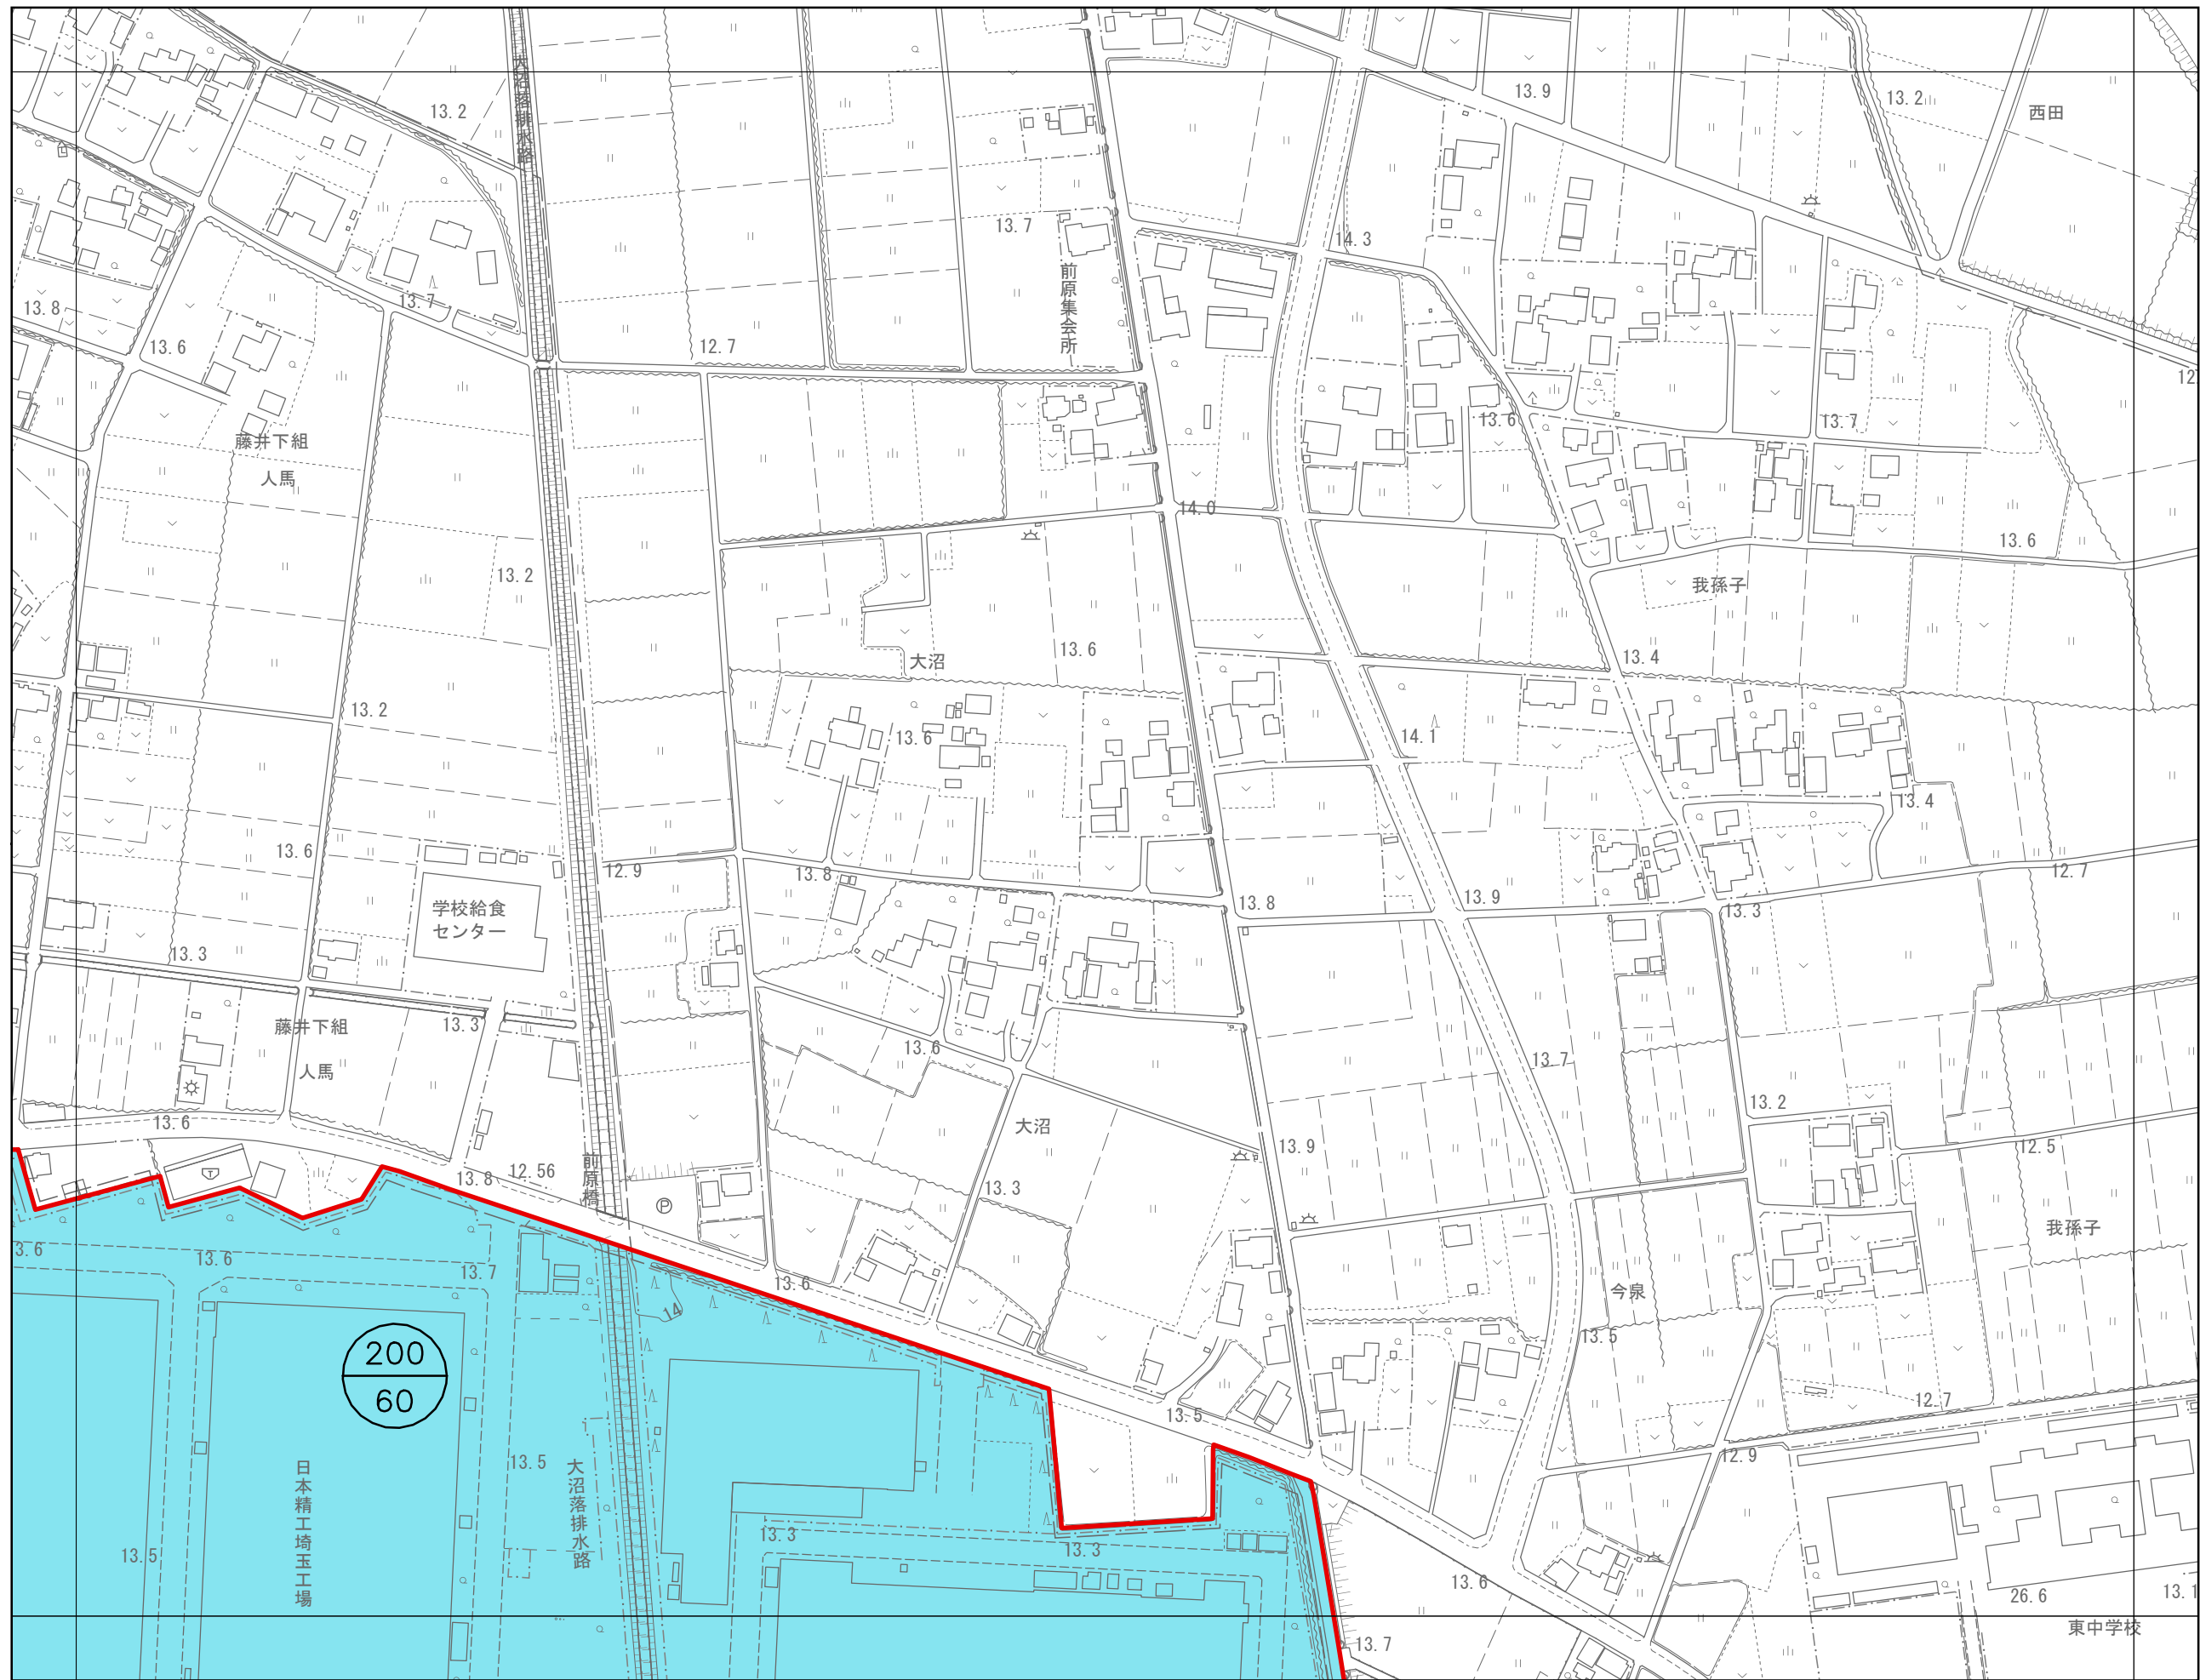 大沼落排水路
13.2
13.9
13.2
西田
13.7
14.3
前原集会所
13.8
13.7
13.6
12.7
12
13.6
13.7
藤井下組
人馬
14.0
13.6
13.2
我孫子
大沼
13.6
13.4
13.2
13.6
14.1
13.4
13.6
12.9
13.8
12.7
学校給食
センター
13.8
13.9
13.3
13.3
藤井下組
13.3
人馬
13.6
13.7
13.2
13.6
大沼
13.9
12.5
前原橋
13.8
12.56
P
13.3
我孫子
T
3.6
13.6
13.7
14
13.6
今泉
13.5
200
60
13.5
12.7
12.9
13.5
日本精工埼玉工場
大沼落排水路
13.5
13.3
13.3
13.6
26.6
13.1
東中学校
13.7